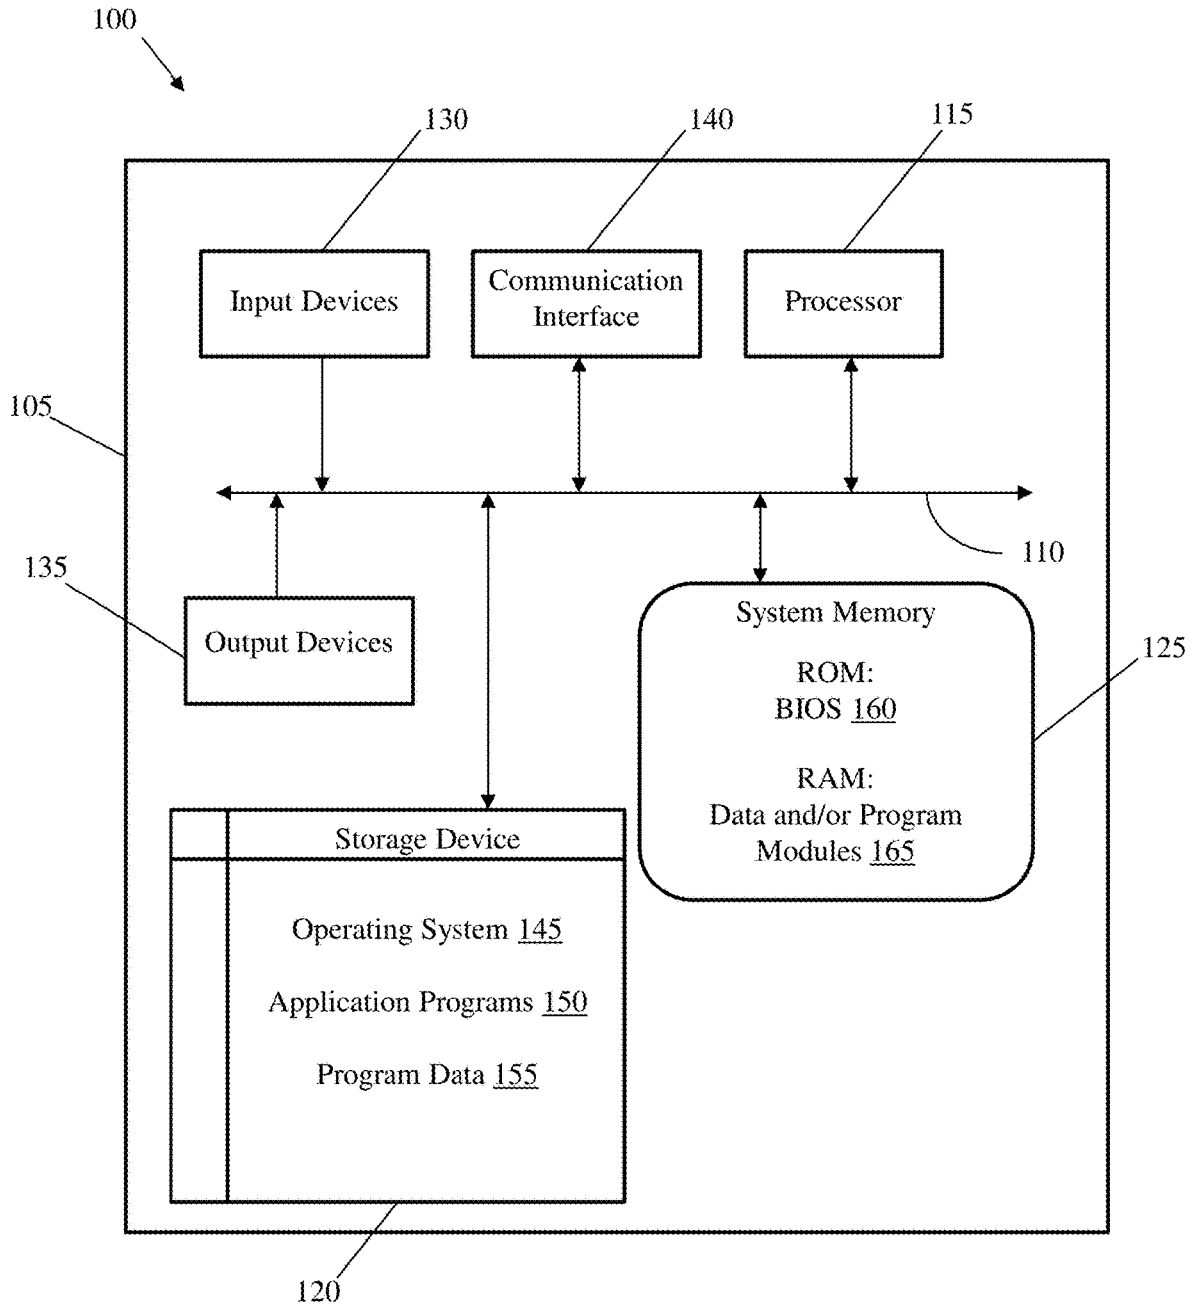 100
130
140
115
Input Devices
Communication
Interface
Processor
105
110
135
Output Devices
System Memory
ROM:
BIOS 160
RAM:
Data and/or Program
Modules 165
125
Storage Device
Operating System 145
Application Programs 150
Program Data 155
120